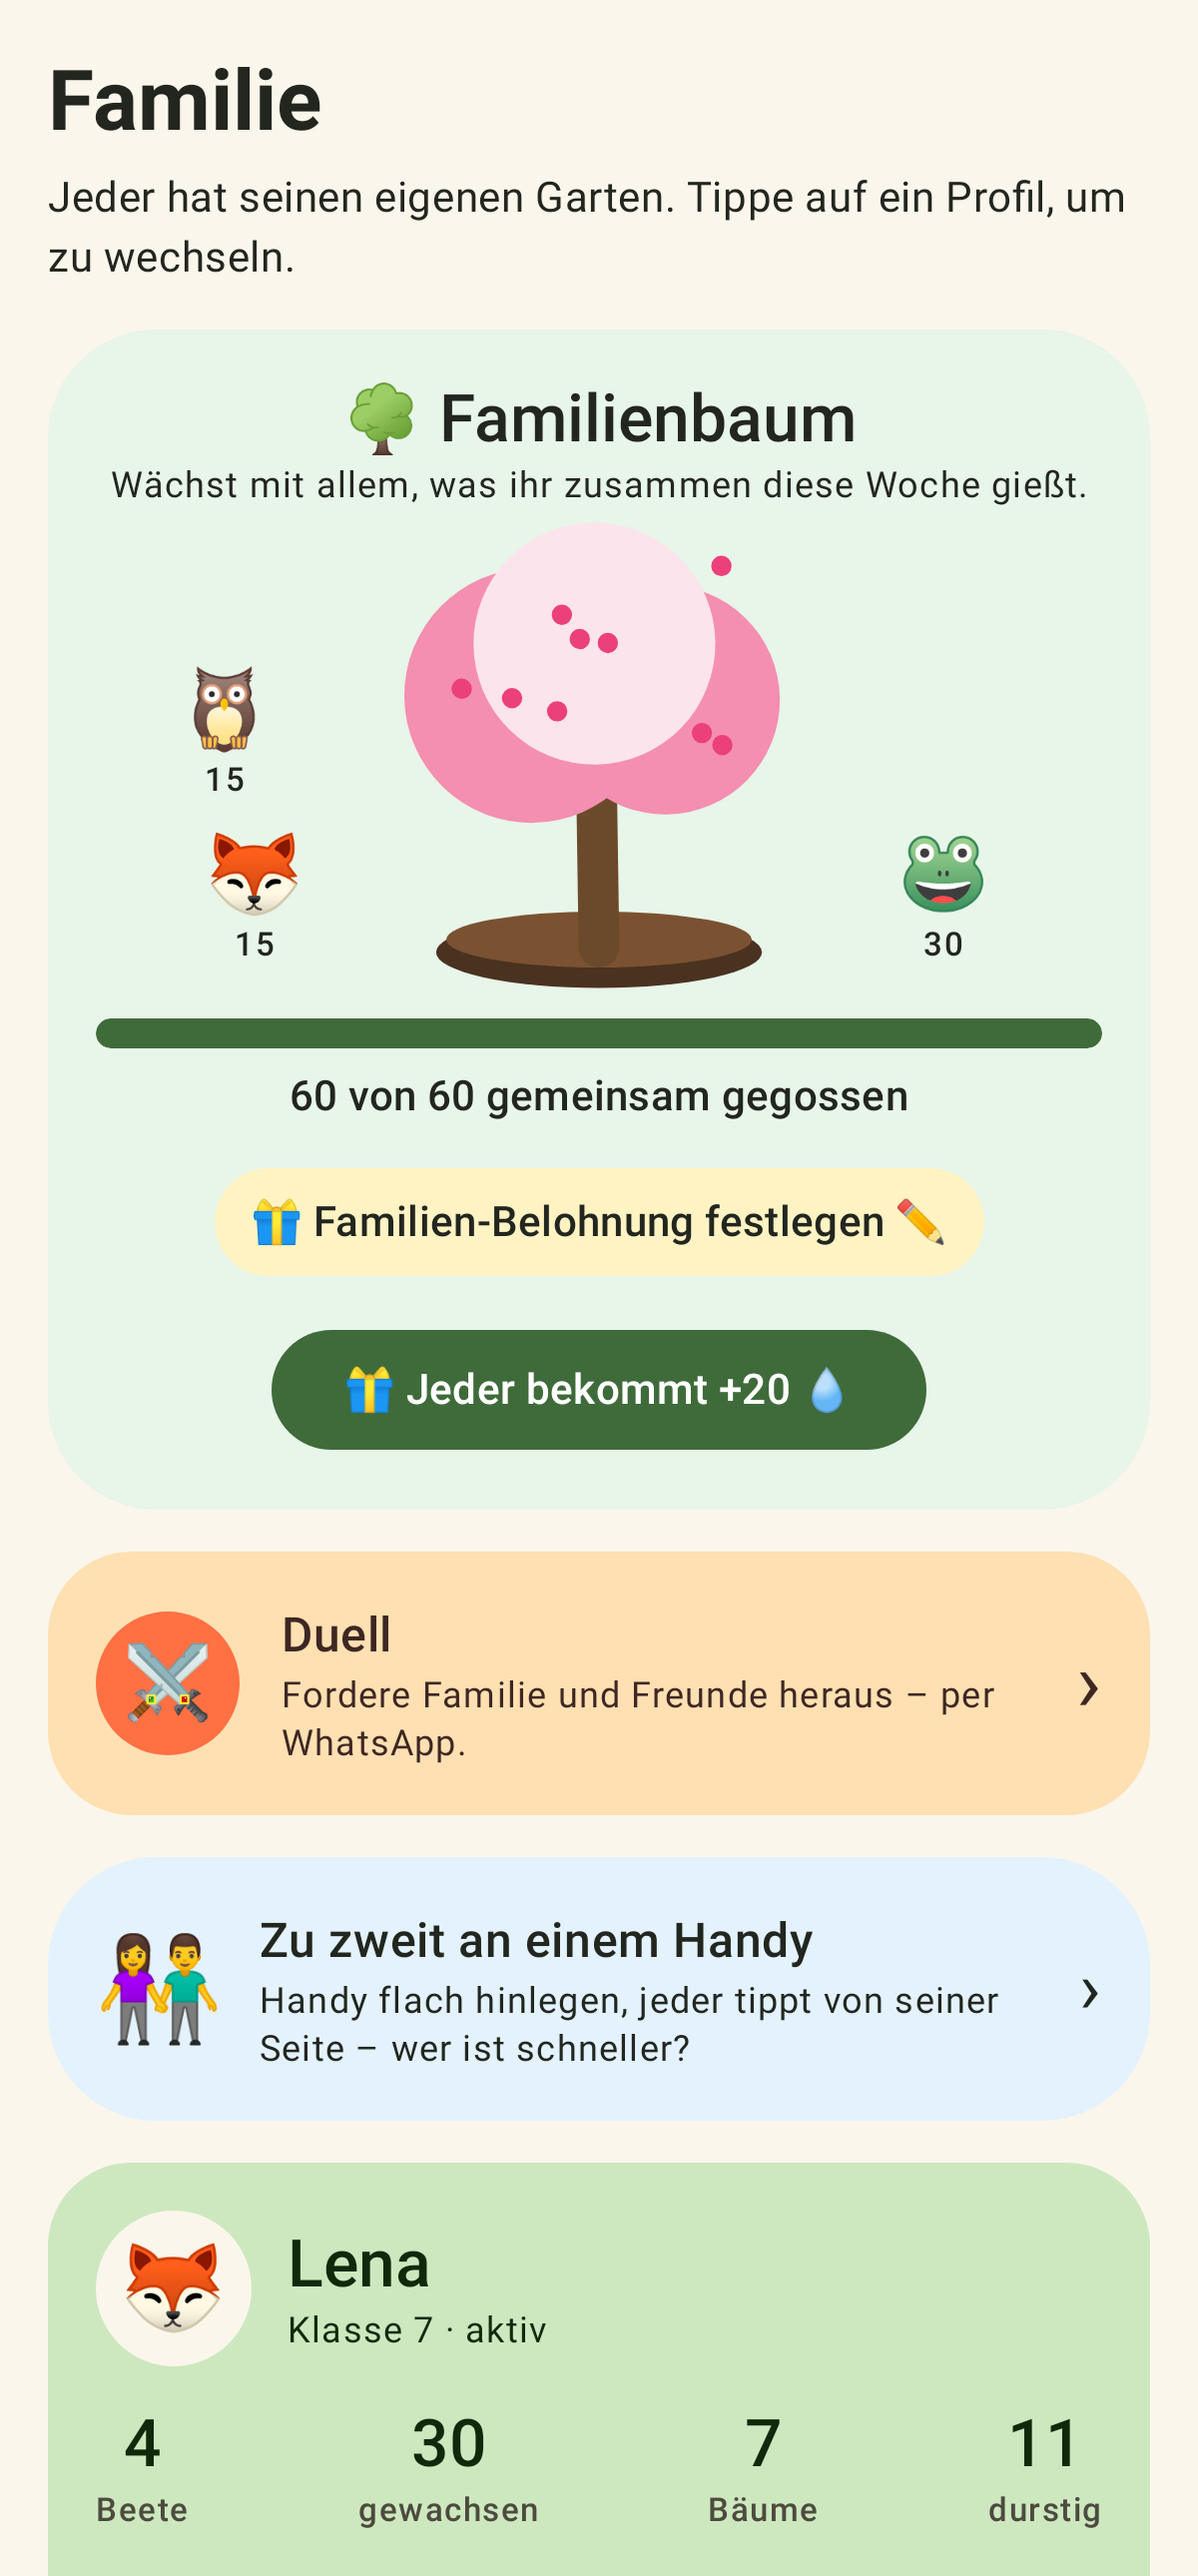 Familie
Jeder hat seinen eigenen Garten. Tippe auf ein Profil, um
zu wechseln.
🌳 Familienbaum
Wächst mit allem, was ihr zusammen diese Woche gießt.
15
15
30
60 von 60 gemeinsam gegossen
🎁 Familien-Belohnung festlegen ✏️
🎁 Jeder bekommt +20 💧
Duell
Fordere Familie und Freunde heraus – per
WhatsApp.
›
Zu zweit an einem Handy
Handy flach hinlegen, jeder tippt von seiner
Seite – wer ist schneller?
›
Lena
Klasse 7 · aktiv
4 30 7 11
Beete gewachsen Bäume durstig